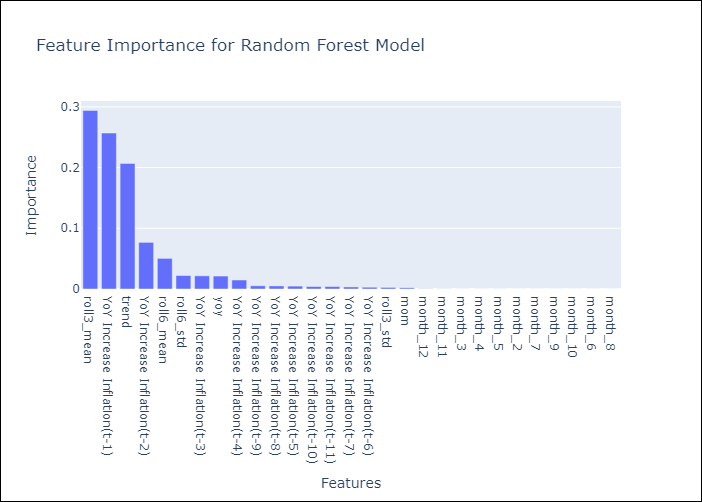 Feature Importance for Random Forest Model
0.3
0.2
0.1
0
Importance
roll3_mean
YoY Increase Inflation(t-1)
trend
YoY Increase Inflation(t-2)
roll6_mean
roll6_std
YoY Increase Inflation(t-3)
yoy
YoY Increase Inflation(t-4)
YoY Increase Inflation(t-9)
YoY Increase Inflation(t-8)
YoY Increase Inflation(t-5)
YoY Increase Inflation(t-10)
YoY Increase Inflation(t-11)
YoY Increase Inflation(t-7)
YoY Increase Inflation(t-6)
roll3_std
mom
month_12
month_11
month_3
month_4
month_5
month_2
month_7
month_9
month_10
month_6
month_8
Features